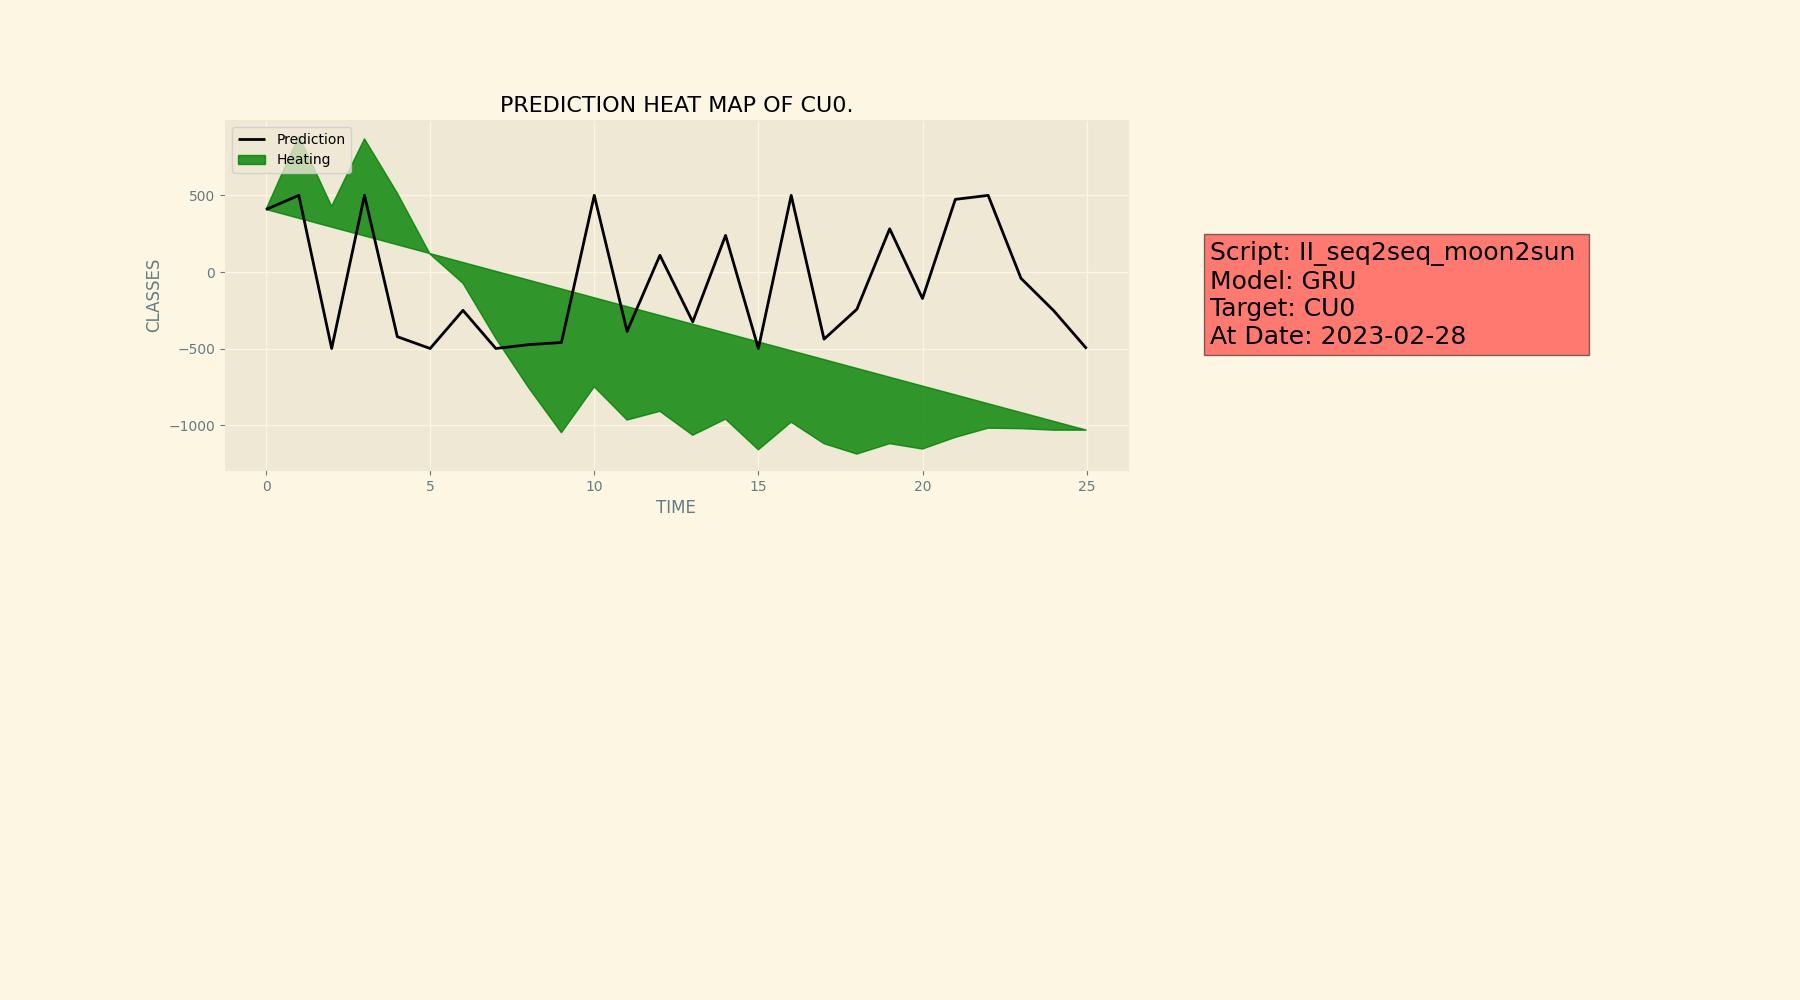 PREDICTION HEAT MAP OF CU0.
Prediction
Heating
500
0
−500
−1000
CLASSES
0 5 10 15 20 25
TIME
Script: II_seq2seq_moon2sun
Model: GRU
Target: CU0
At Date: 2023-02-28